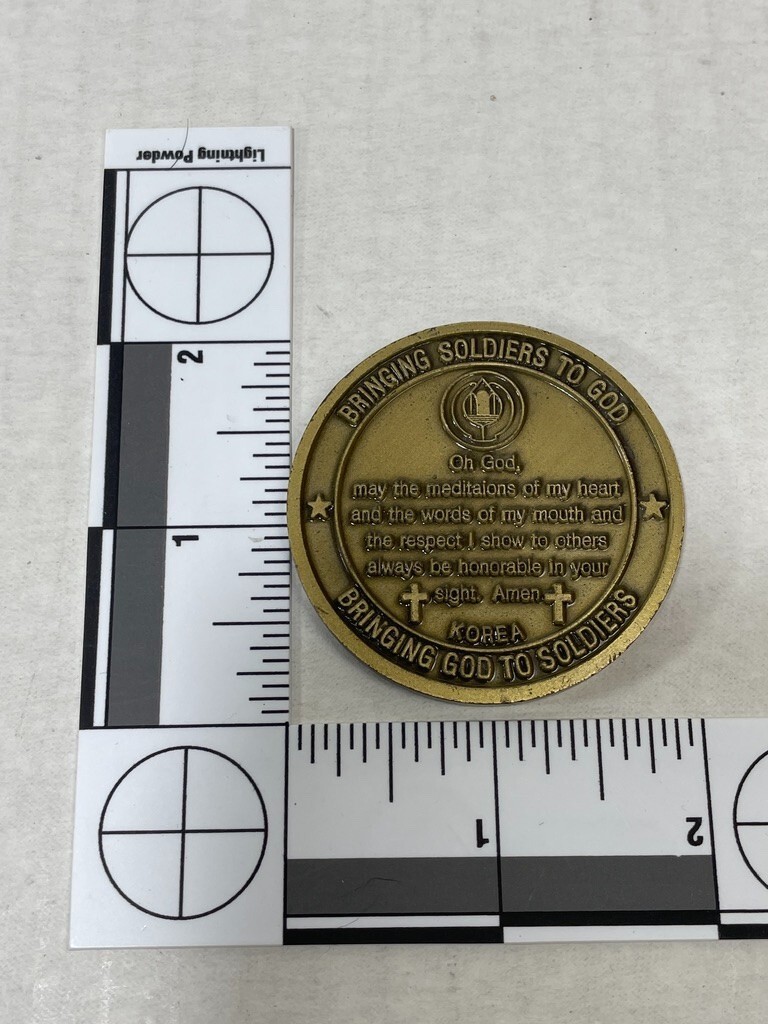 Lightning Powder
2
1
BRINGING SOLDIERS TO GOD
Oh God,
may the meditaions of my heart
and the words of my mouth and
the respect I show to others
always be honorable in your
sight. Amen.
KOREA
BRINGING GOD TO SOLDIERS
1
2